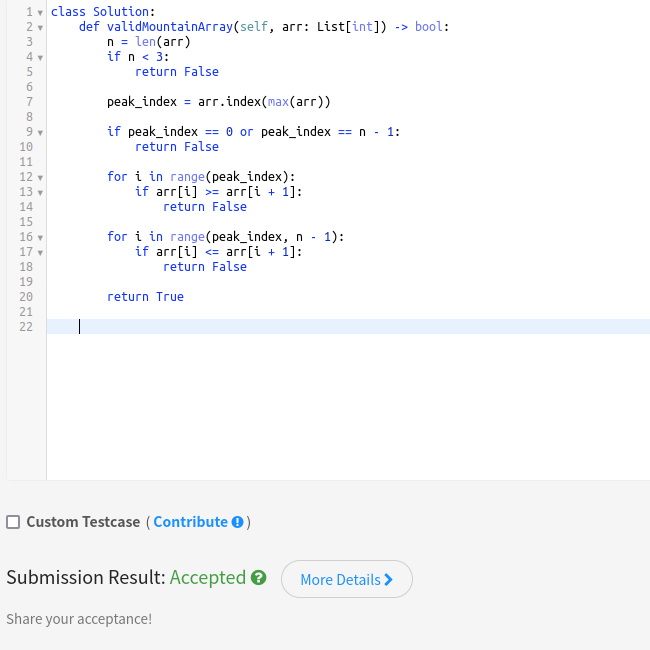 1 class Solution:
2     def validMountainArray(self, arr: List[int]) -> bool:
3         n = len(arr)
4         if n < 3:
5             return False
6
7         peak_index = arr.index(max(arr))
8
9         if peak_index == 0 or peak_index == n - 1:
10             return False
11
12         for i in range(peak_index):
13             if arr[i] >= arr[i + 1]:
14                 return False
15
16         for i in range(peak_index, n - 1):
17             if arr[i] <= arr[i + 1]:
18                 return False
19
20         return True
21
22
Custom Testcase ( Contribute )
Submission Result: Accepted More Details
Share your acceptance!